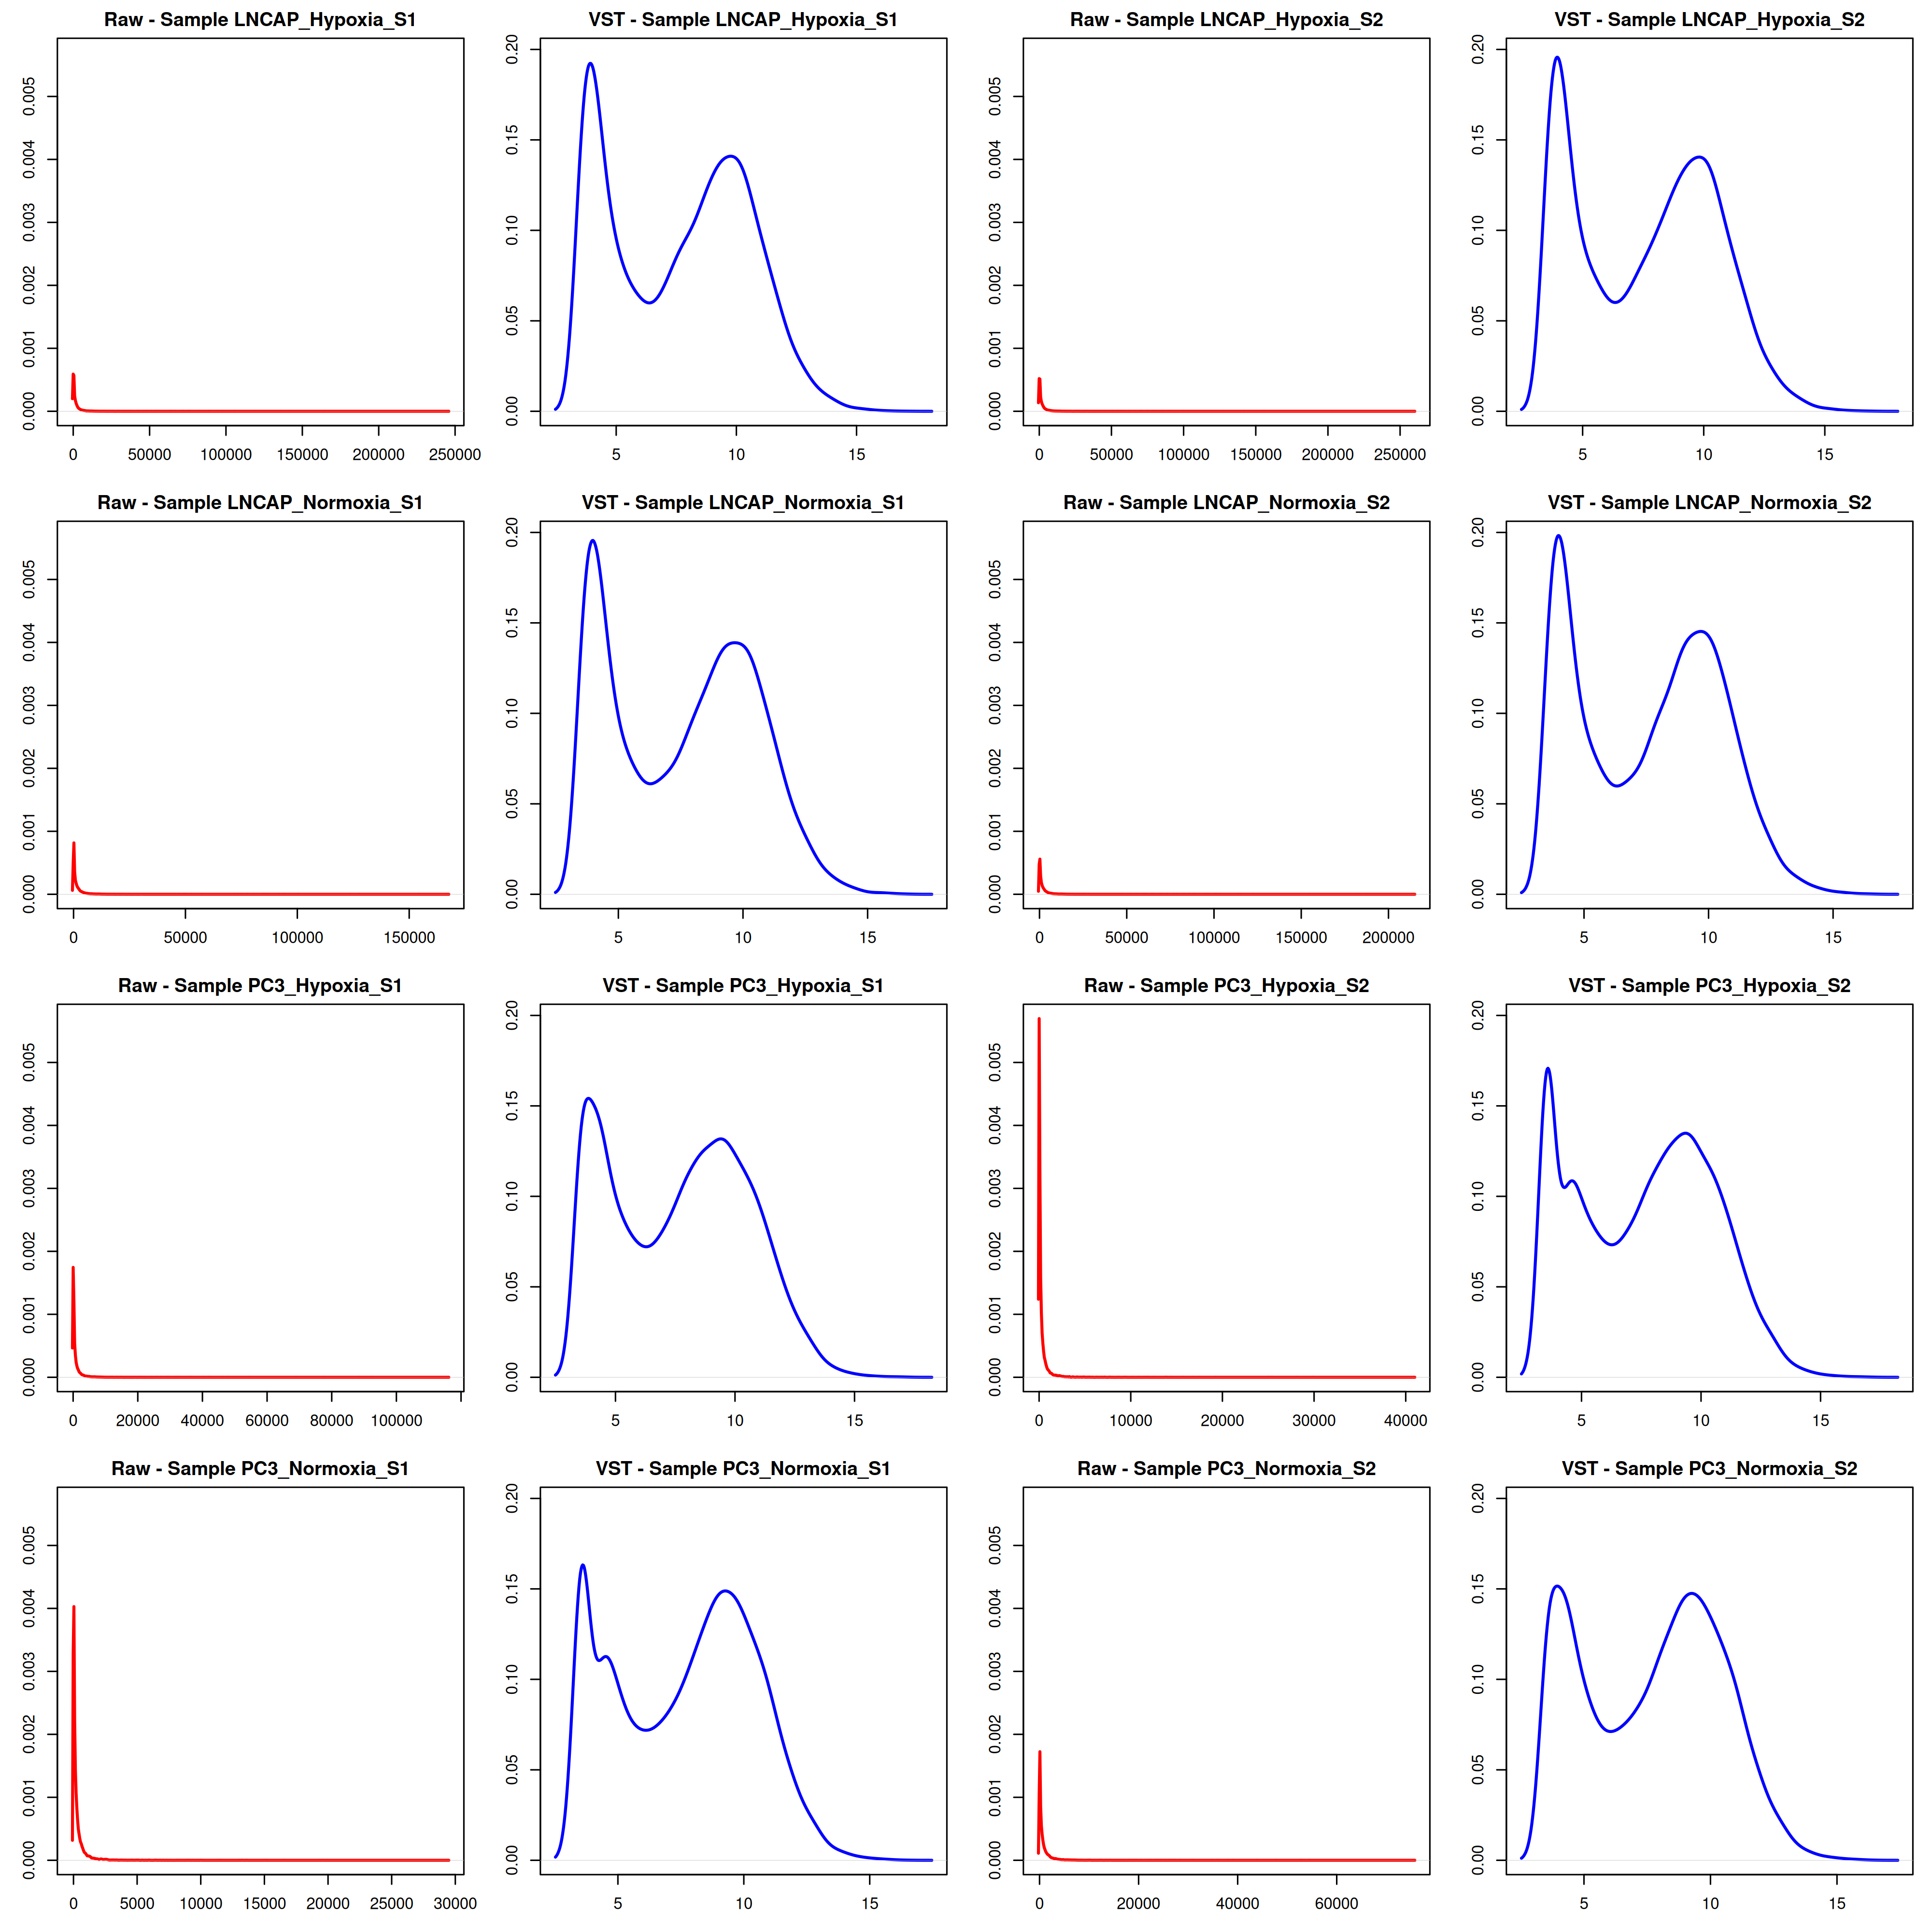 Raw - Sample LNCAP_Hypoxia_S1
0.000 0.001 0.002 0.003 0.004 0.005
0 50000 100000 150000 200000 250000
VST - Sample LNCAP_Hypoxia_S1
0.00 0.05 0.10 0.15 0.20
5 10 15
Raw - Sample LNCAP_Hypoxia_S2
0.000 0.001 0.002 0.003 0.004 0.005
0 50000 100000 150000 200000 250000
VST - Sample LNCAP_Hypoxia_S2
0.00 0.05 0.10 0.15 0.20
5 10 15
Raw - Sample LNCAP_Normoxia_S1
0.000 0.001 0.002 0.003 0.004 0.005
0 50000 100000 150000
VST - Sample LNCAP_Normoxia_S1
0.00 0.05 0.10 0.15 0.20
5 10 15
Raw - Sample LNCAP_Normoxia_S2
0.000 0.001 0.002 0.003 0.004 0.005
0 50000 100000 150000 200000
VST - Sample LNCAP_Normoxia_S2
0.00 0.05 0.10 0.15 0.20
5 10 15
Raw - Sample PC3_Hypoxia_S1
0.000 0.001 0.002 0.003 0.004 0.005
0 20000 40000 60000 80000 100000
VST - Sample PC3_Hypoxia_S1
0.00 0.05 0.10 0.15 0.20
5 10 15
Raw - Sample PC3_Hypoxia_S2
0.000 0.001 0.002 0.003 0.004 0.005
0 10000 20000 30000 40000
VST - Sample PC3_Hypoxia_S2
0.00 0.05 0.10 0.15 0.20
5 10 15
Raw - Sample PC3_Normoxia_S1
0.000 0.001 0.002 0.003 0.004 0.005
0 5000 10000 15000 20000 25000 30000
VST - Sample PC3_Normoxia_S1
0.00 0.05 0.10 0.15 0.20
5 10 15
Raw - Sample PC3_Normoxia_S2
0.000 0.001 0.002 0.003 0.004 0.005
0 20000 40000 60000
VST - Sample PC3_Normoxia_S2
0.00 0.05 0.10 0.15 0.20
5 10 15